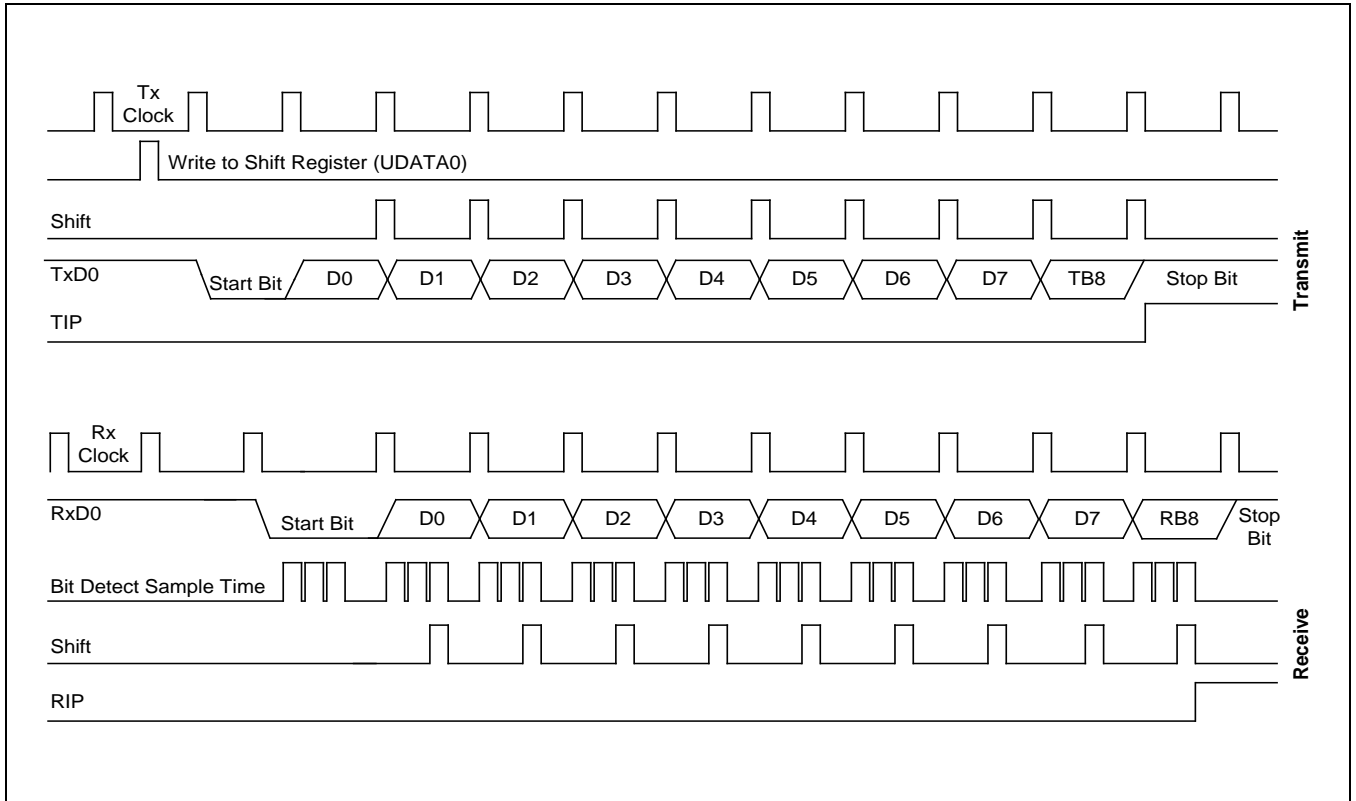 Tx
Clock
Write to Shift Register (UDATA0)
Shift
TxD0
Start Bit
D0
D1
D2
D3
D4
D5
D6
D7
TB8
Stop Bit
TIP
Transmit
Rx
Clock
RxD0
Start Bit
D0
D1
D2
D3
D4
D5
D6
D7
RB8
Stop
Bit
Bit Detect Sample Time
Shift
RIP
Receive